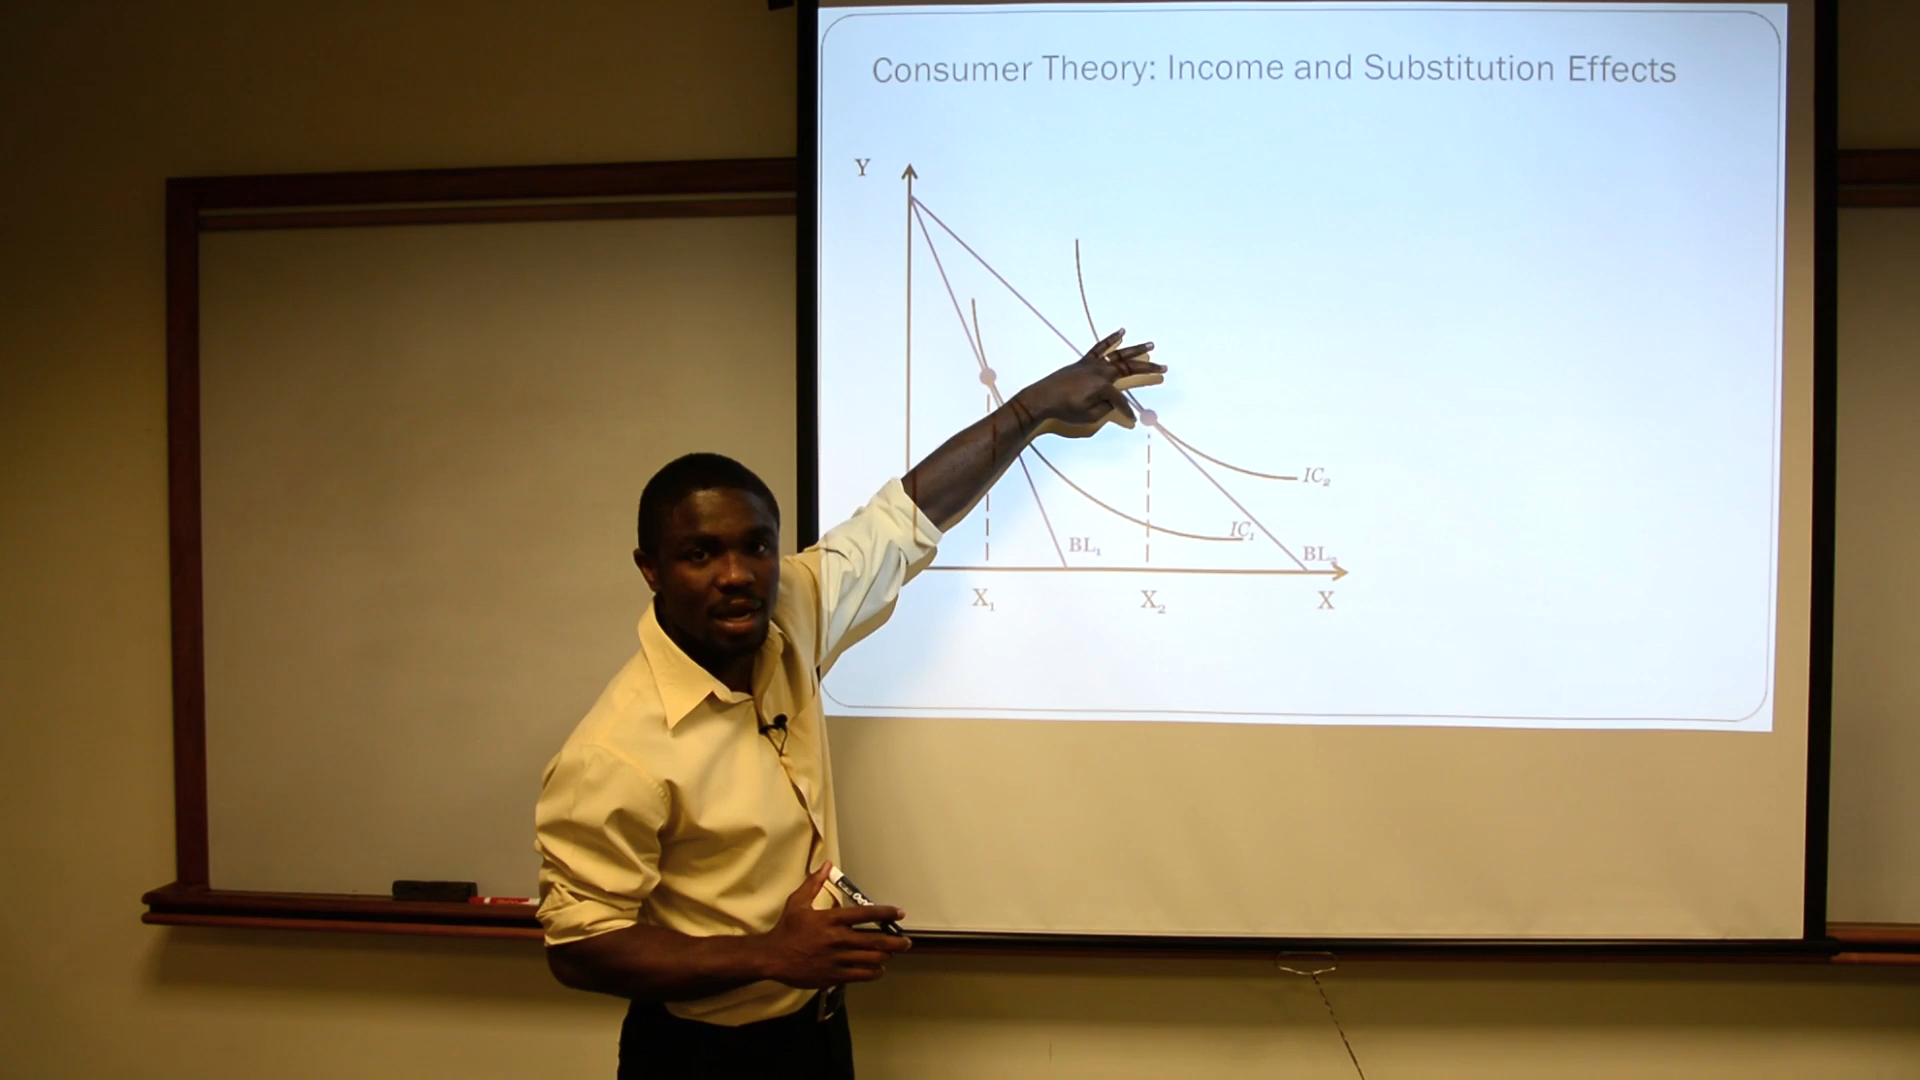 Consumer Theory: Income and Substitution Effects
Y
IC₂
IC₁
BL₁
BL₂
X₁
X₂
X